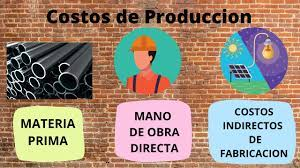 Costos de Produccion
MATERIA
PRIMA
MANO
DE OBRA
DIRECTA
COSTOS
INDIRECTOS
DE
FABRICACION